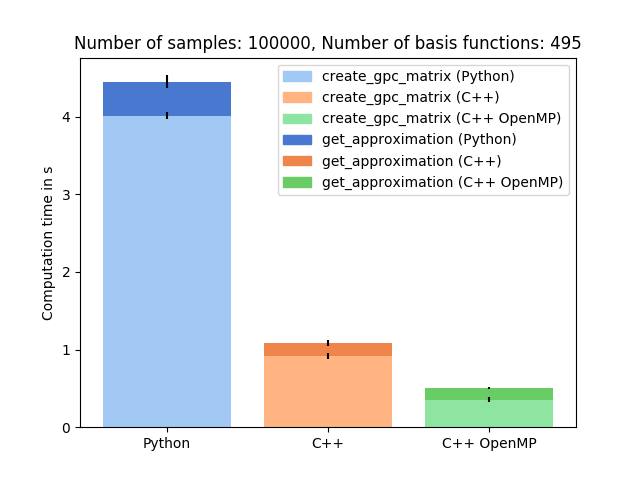 Number of samples: 100000, Number of basis functions: 495
create_gpc_matrix (Python)
create_gpc_matrix (C++)
create_gpc_matrix (C++ OpenMP)
get_approximation (Python)
get_approximation (C++)
get_approximation (C++ OpenMP)
Computation time in s
4
3
2
1
0
Python
C++
C++ OpenMP